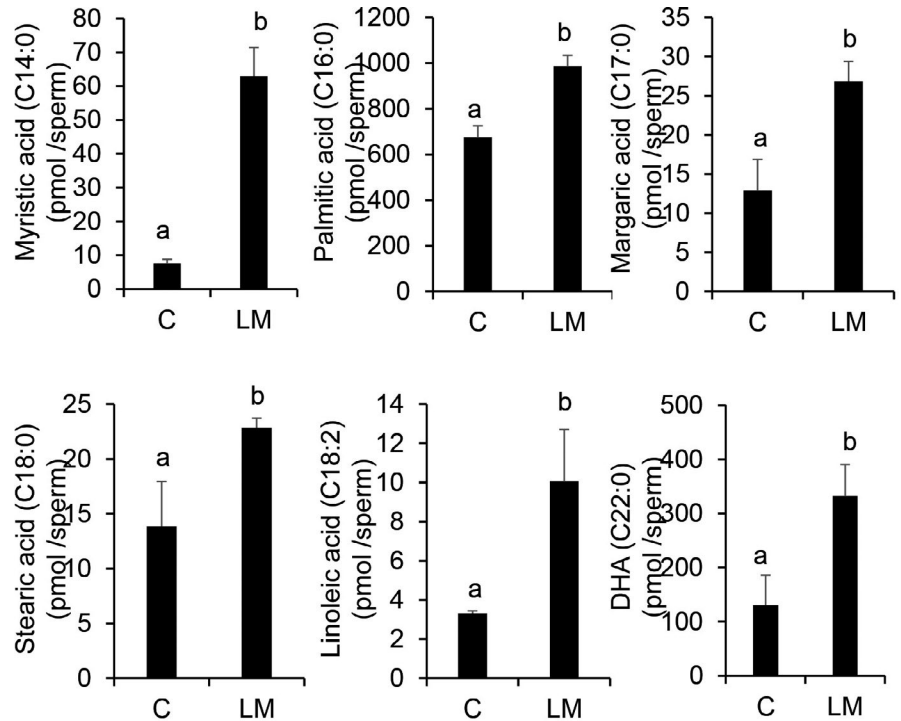 Myristic acid (C14:0)
(pmol /sperm)
80
70
60
50
40
30
20
10
0
a
b
C
LM
Palmitic acid (C16:0)
(pmol /sperm)
1200
1000
800
600
400
200
0
a
b
C
LM
Margaric acid (C17:0)
(pmol /sperm)
35
30
25
20
15
10
5
0
a
b
C
LM
Stearic acid (C18:0)
(pmol /sperm)
25
20
15
10
5
0
a
b
C
LM
Linoleic acid (C18:2)
(pmol /sperm)
14
12
10
8
6
4
2
0
a
b
C
LM
DHA (C22:0)
(pmol /sperm)
500
400
300
200
100
0
a
b
C
LM